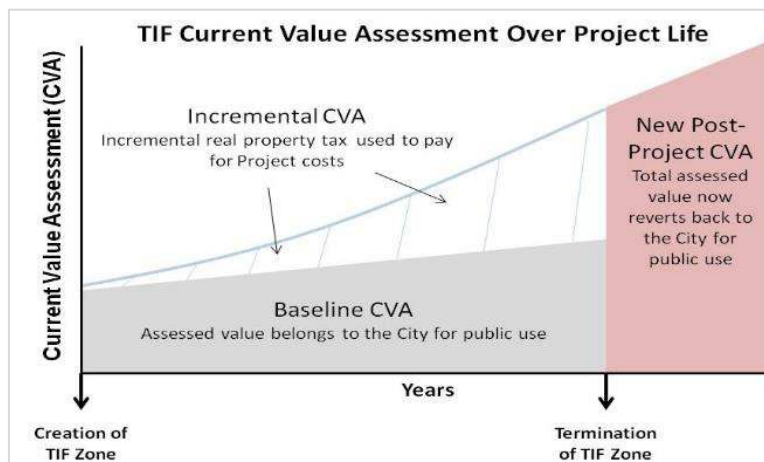 TIF Current Value Assessment Over Project Life
Current Value Assessment (CVA)
Incremental CVA
Incremental real property tax used to pay
for Project costs
New Post-
Project CVA
Total assessed
value now
reverts back to
the City for
public use
Baseline CVA
Assessed value belongs to the City for public use
Years
Creation of
TIF Zone
Termination
of TIF Zone